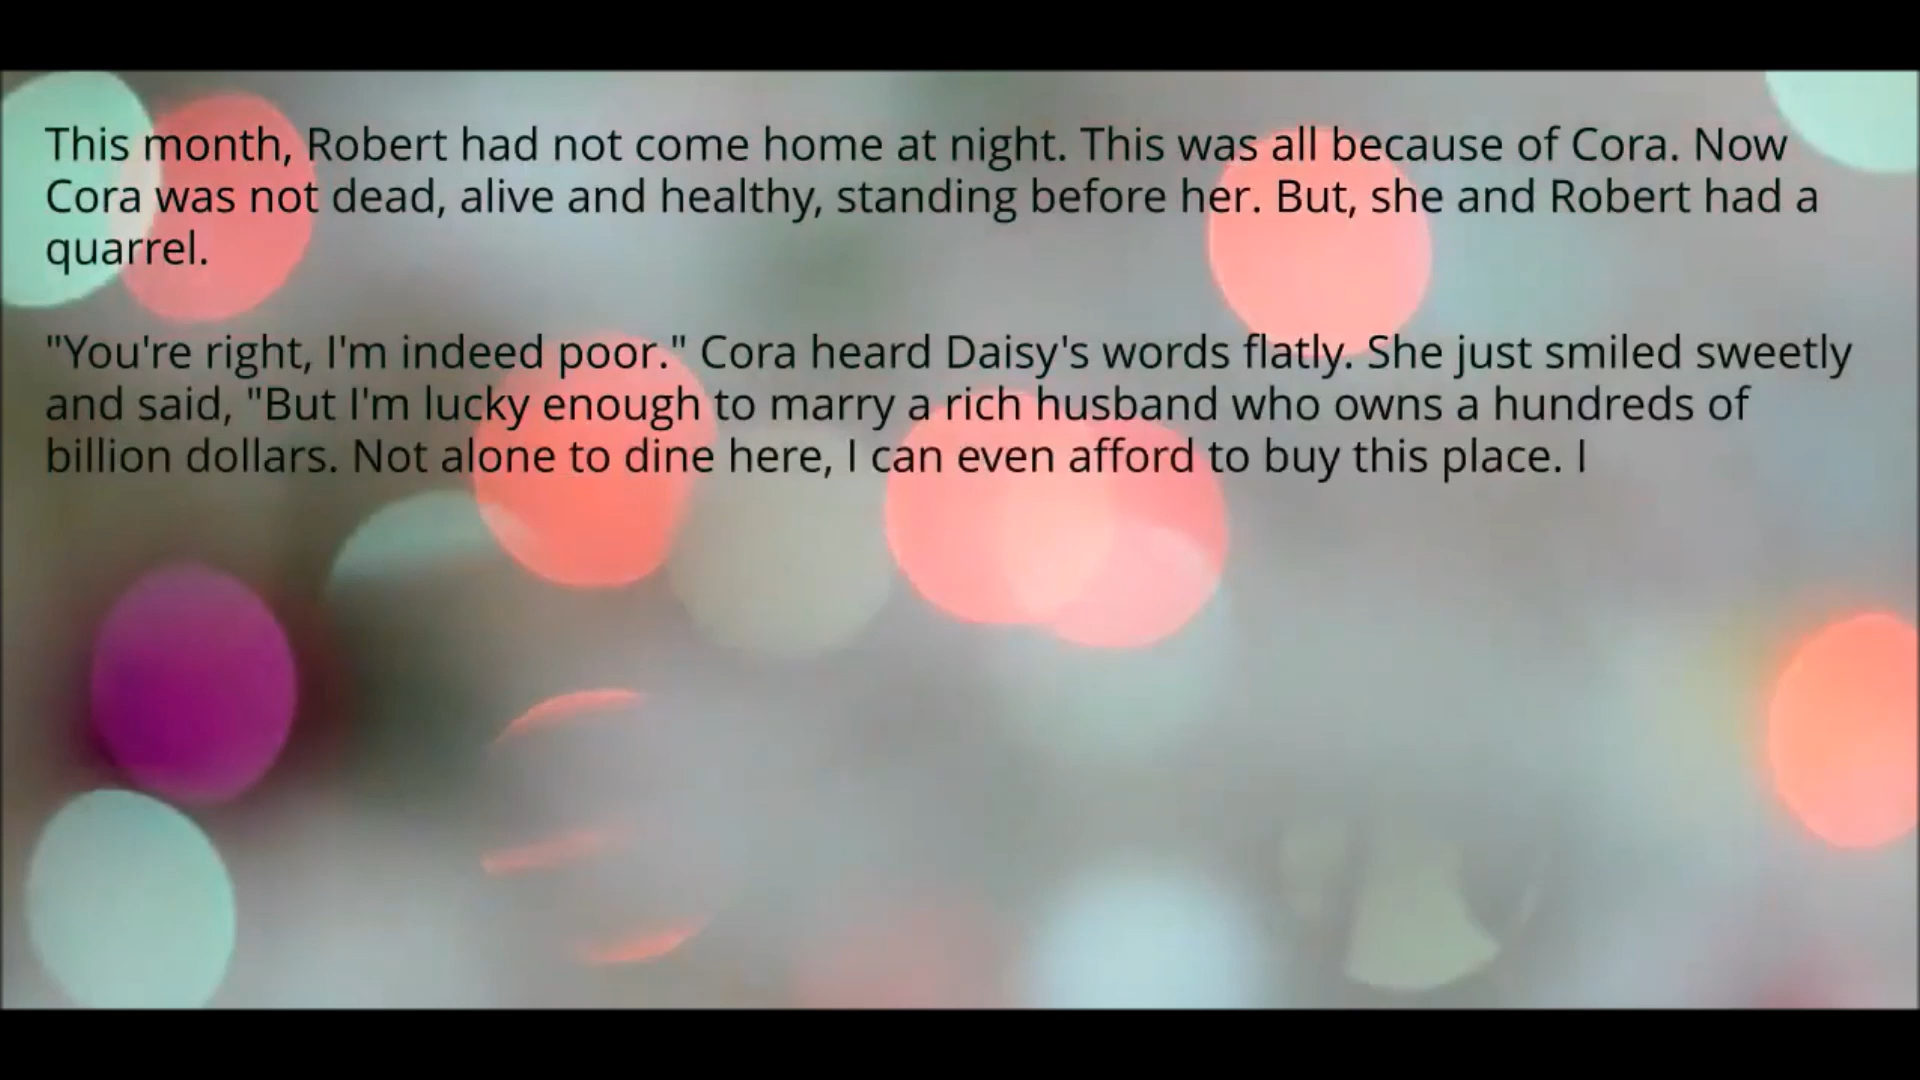 This month, Robert had not come home at night. This was all because of Cora. Now
Cora was not dead, alive and healthy, standing before her. But, she and Robert had a
quarrel.
"You're right, I'm indeed poor." Cora heard Daisy's words flatly. She just smiled sweetly
and said, "But I'm lucky enough to marry a rich husband who owns a hundreds of
billion dollars. Not alone to dine here, I can even afford to buy this place. I